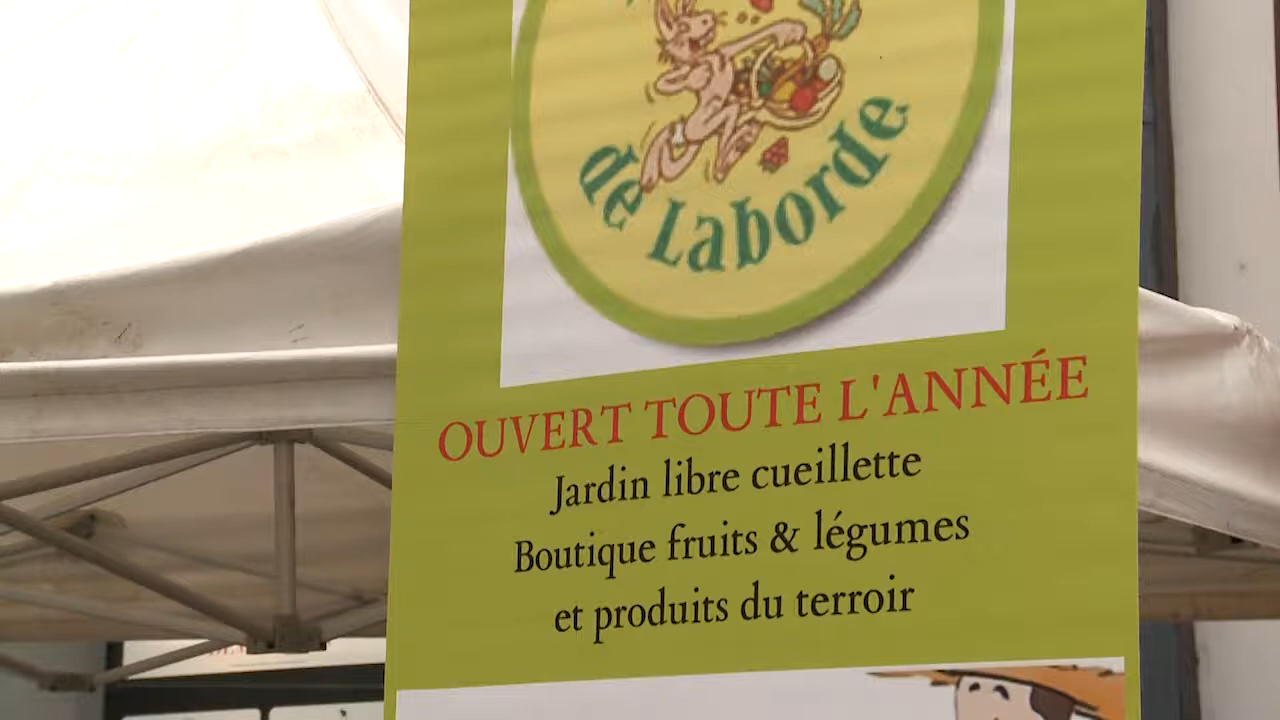 de Laborde
OUVERT TOUTE L'ANNÉE
Jardin libre cueillette
Boutique fruits & légumes
et produits du terroir